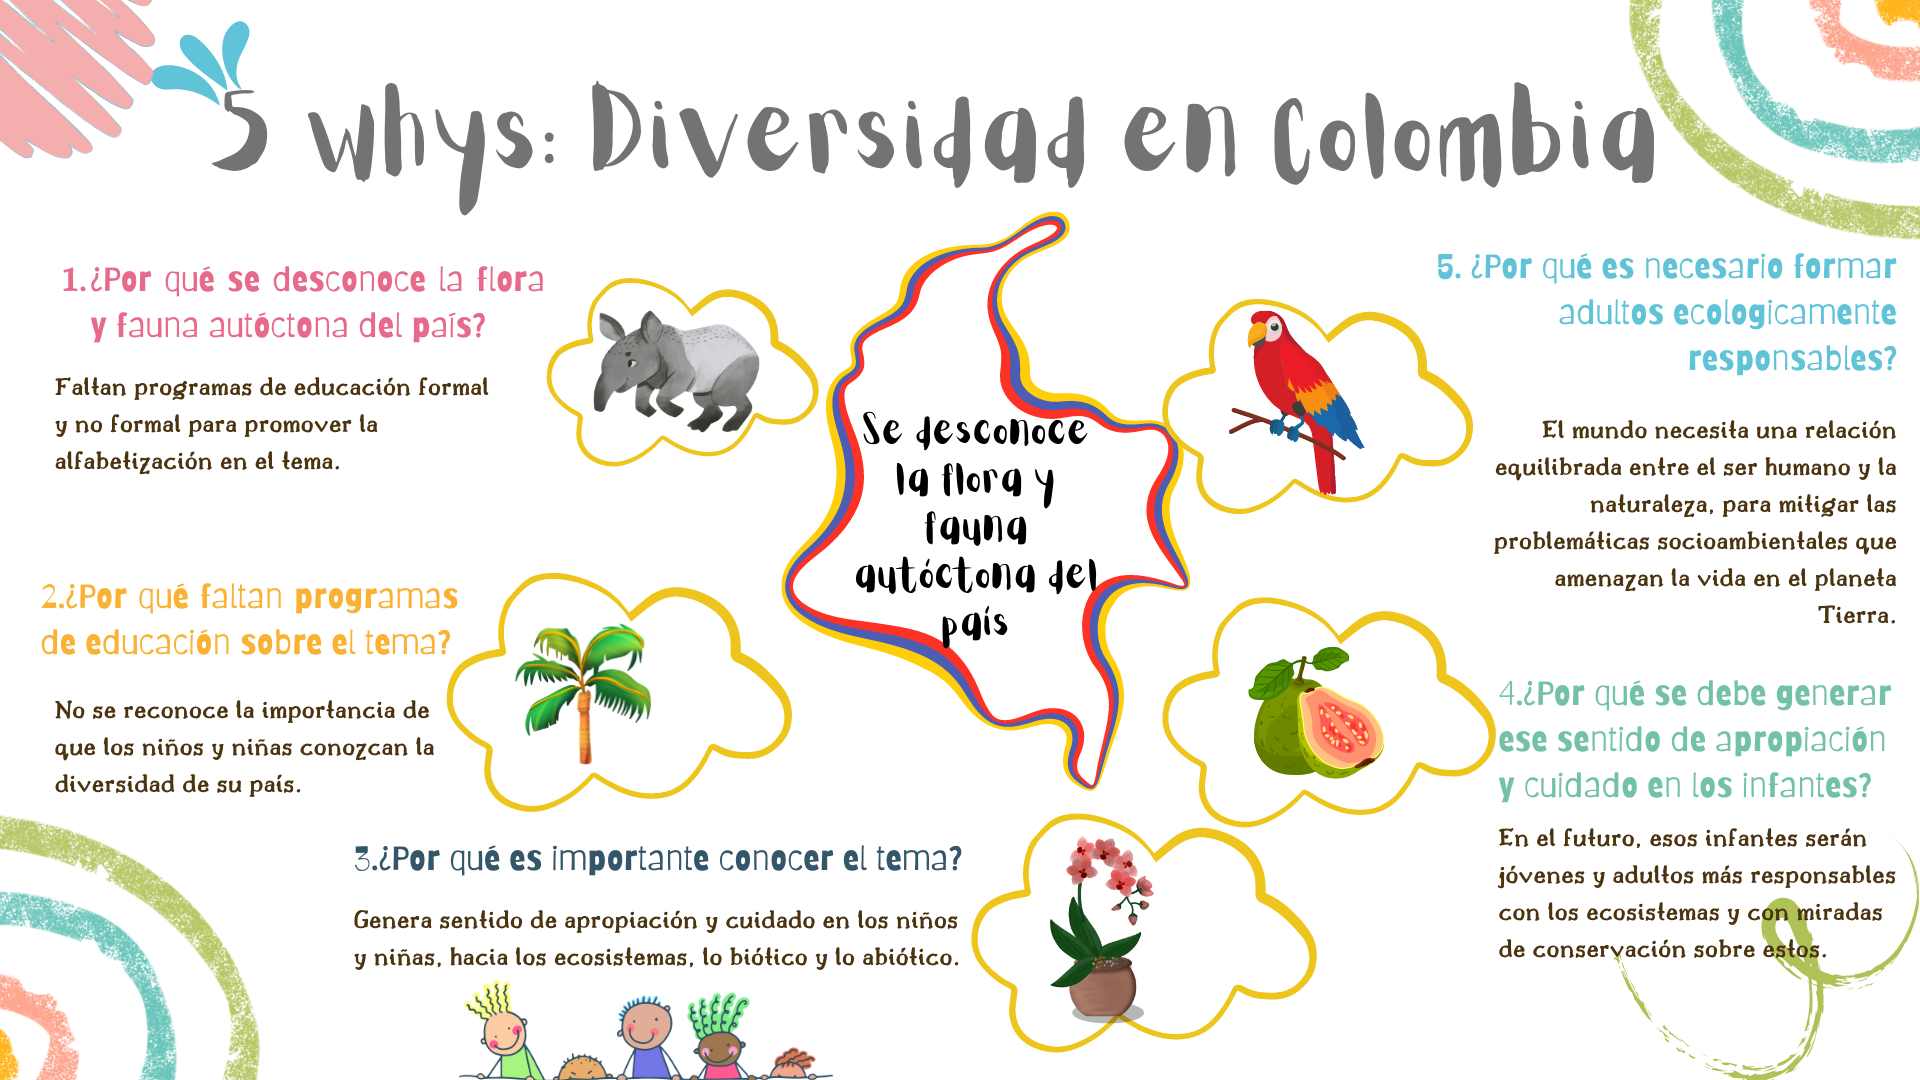 5 whys: Diversidad en Colombia
1.¿Por qué se desconoce la flora
y fauna autóctona del país?
Faltan programas de educación formal
y no formal para promover la
alfabetización en el tema.
2.¿Por qué faltan programas
de educación sobre el tema?
No se reconoce la importancia de
que los niños y niñas conozcan la
diversidad de su país.
3.¿Por qué es importante conocer el tema?
Genera sentido de apropiación y cuidado en los niños
y niñas, hacia los ecosistemas, lo biótico y lo abiótico.
Se desconoce
la flora y
fauna
autóctona del
país
5. ¿Por qué es necesario formar
adultos ecologicamente
responsables?
El mundo necesita una relación
equilibrada entre el ser humano y la
naturaleza, para mitigar las
problemáticas socioambientales que
amenazan la vida en el planeta
Tierra.
4.¿Por qué se debe generar
ese sentido de apropiación
y cuidado en los infantes?
En el futuro, esos infantes serán
jóvenes y adultos más responsables
con los ecosistemas y con miradas
de conservación sobre estos.